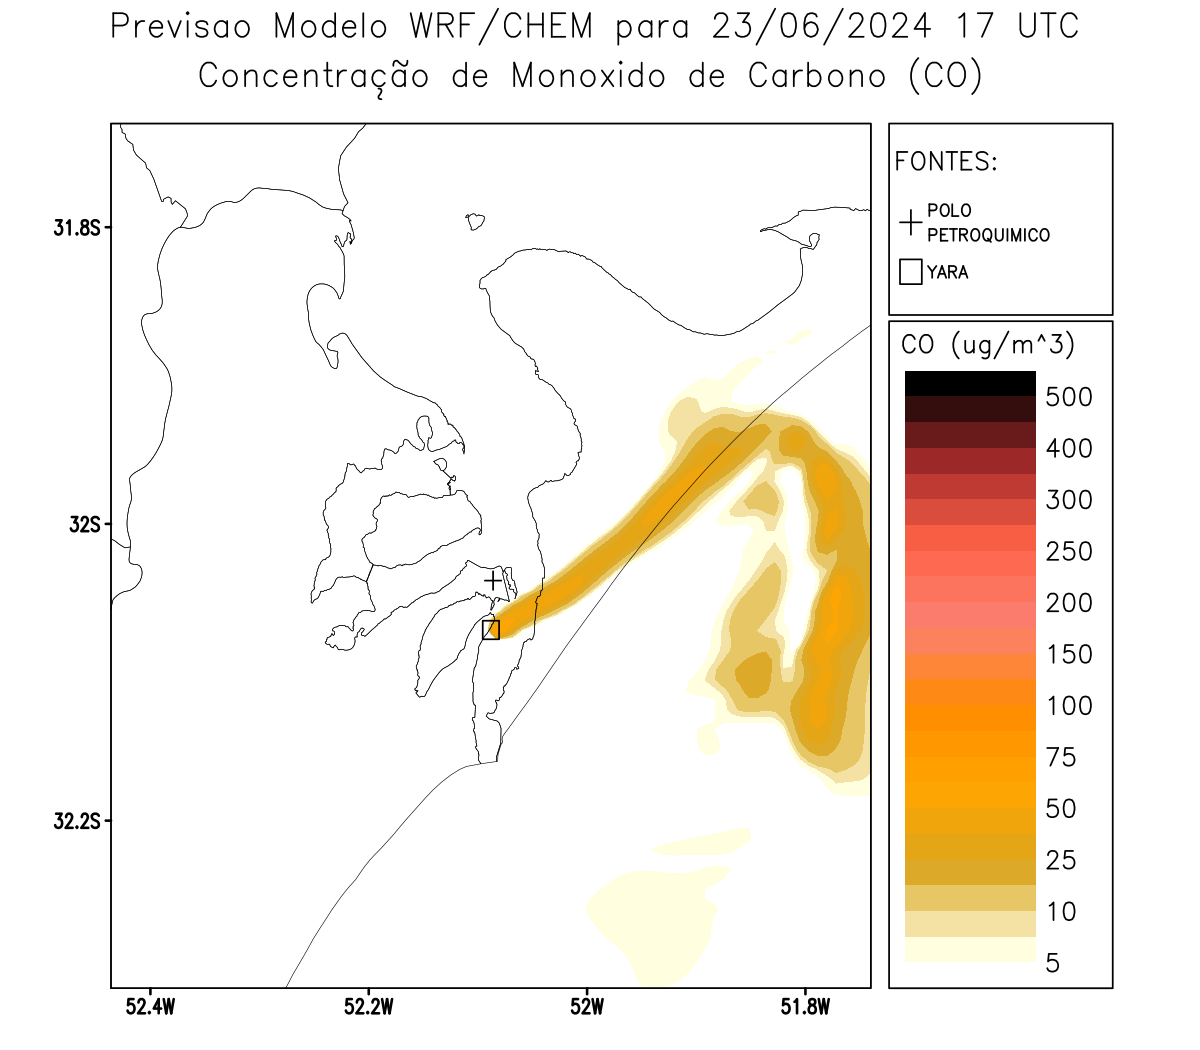 Previsao Modelo WRF/CHEM para 23/06/2024 17 UTC
Concentração de Monoxido de Carbono (CO)
FONTES:
POLO
PETROQUIMICO
YARA
CO (ug/m^3)
500
400
300
250
200
150
100
75
50
25
10
5
31.8S
32S
32.2S
52.4W
52.2W
52W
51.8W